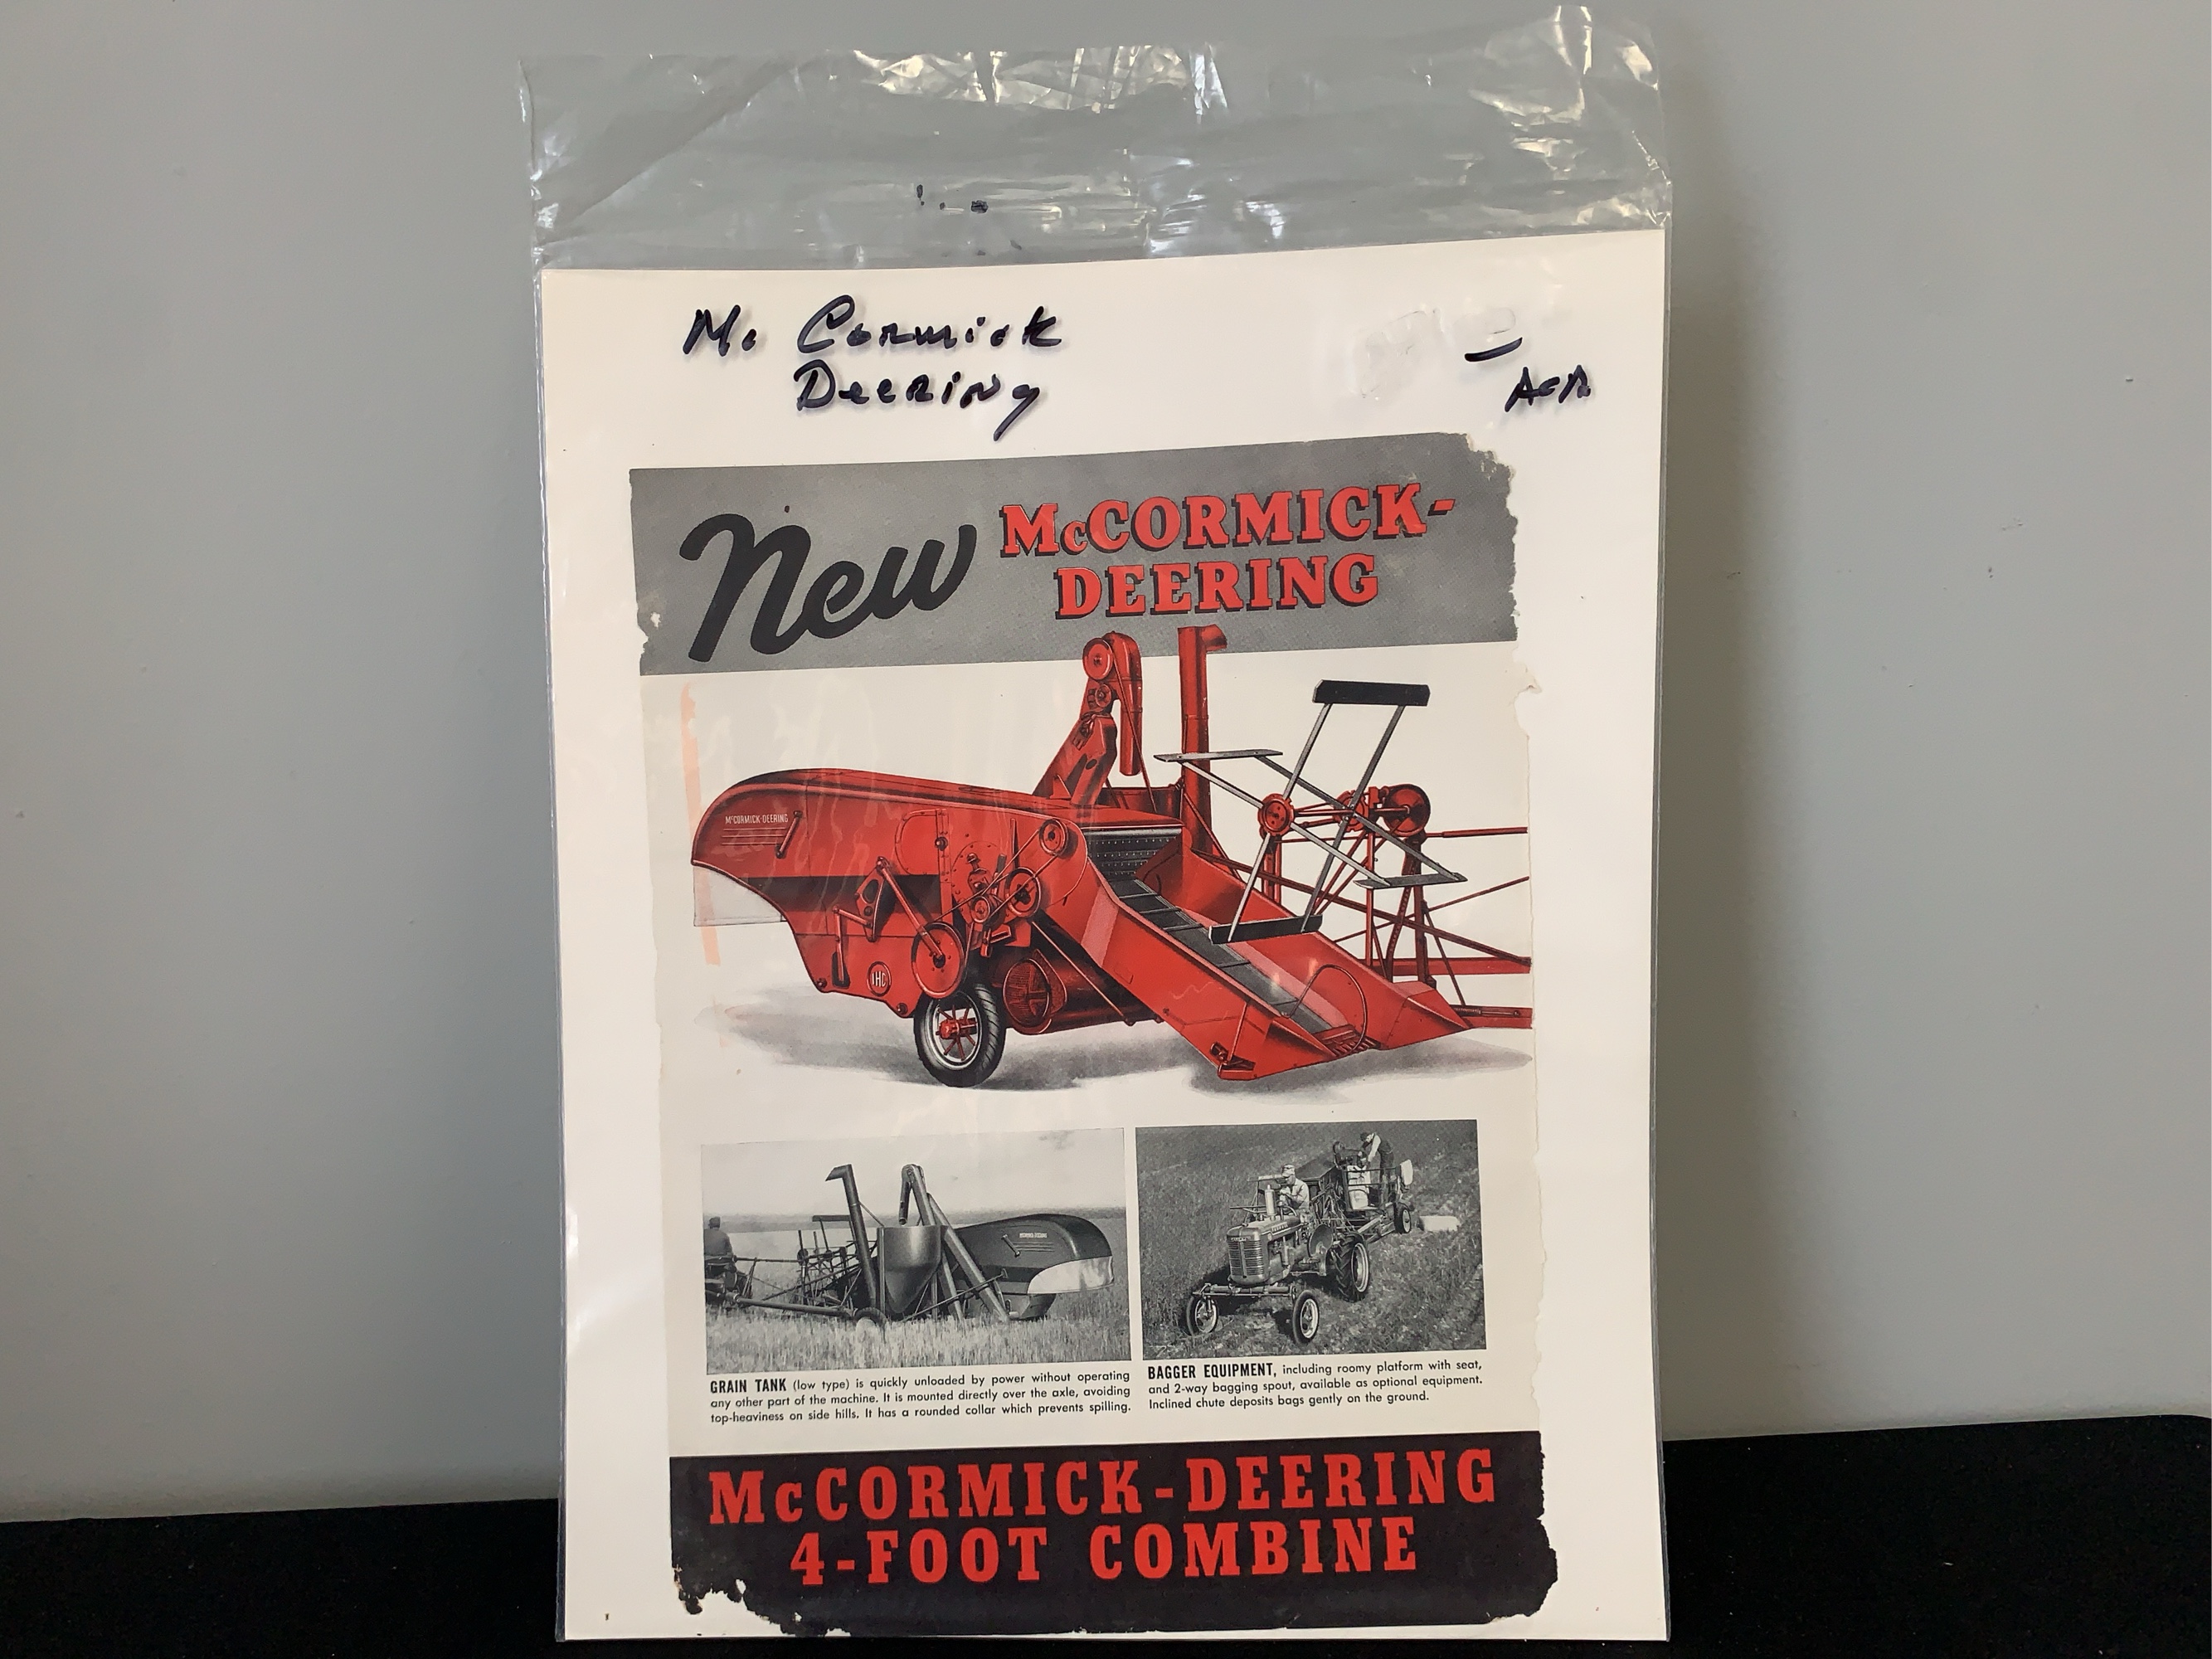 Mc Cormick
Deering
New McCORMICK-
DEERING
McCORMICK-DEERING
IHC
GRAIN TANK (low type) is quickly unloaded by power without operating
any other part of the machine. It is mounted directly over the axle, avoiding
top-heaviness on side hills. It has a rounded collar which prevents spilling.
BAGGER EQUIPMENT, including roomy platform with seat,
and 2-way bagging spout, available as optional equipment.
Inclined chute deposits bags gently on the ground.
McCORMICK-DEERING
4-FOOT COMBINE